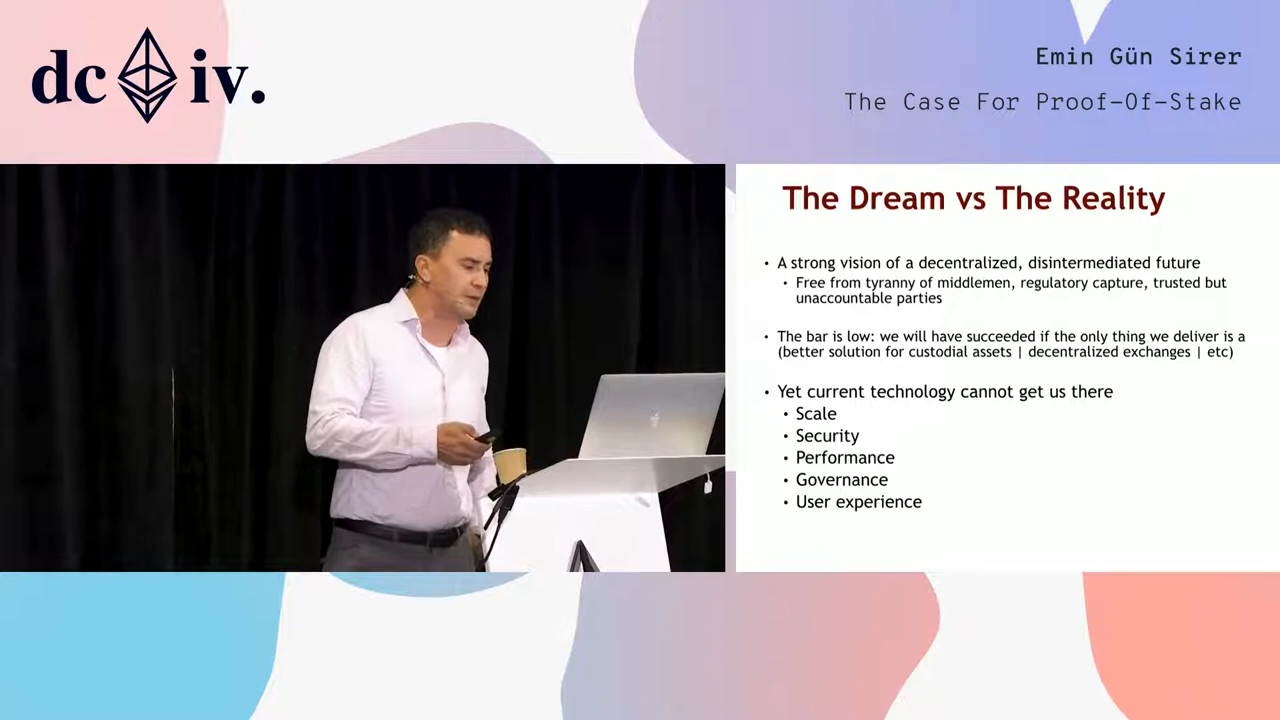 dc iv.
Emin Gün Sirer
The Case For Proof-Of-Stake
The Dream vs The Reality
• A strong vision of a decentralized, disintermediated future
• Free from tyranny of middlemen, regulatory capture, trusted but
unaccountable parties
• The bar is low: we will have succeeded if the only thing we deliver is a
(better solution for custodial assets | decentralized exchanges | etc)
• Yet current technology cannot get us there
• Scale
• Security
• Performance
• Governance
• User experience